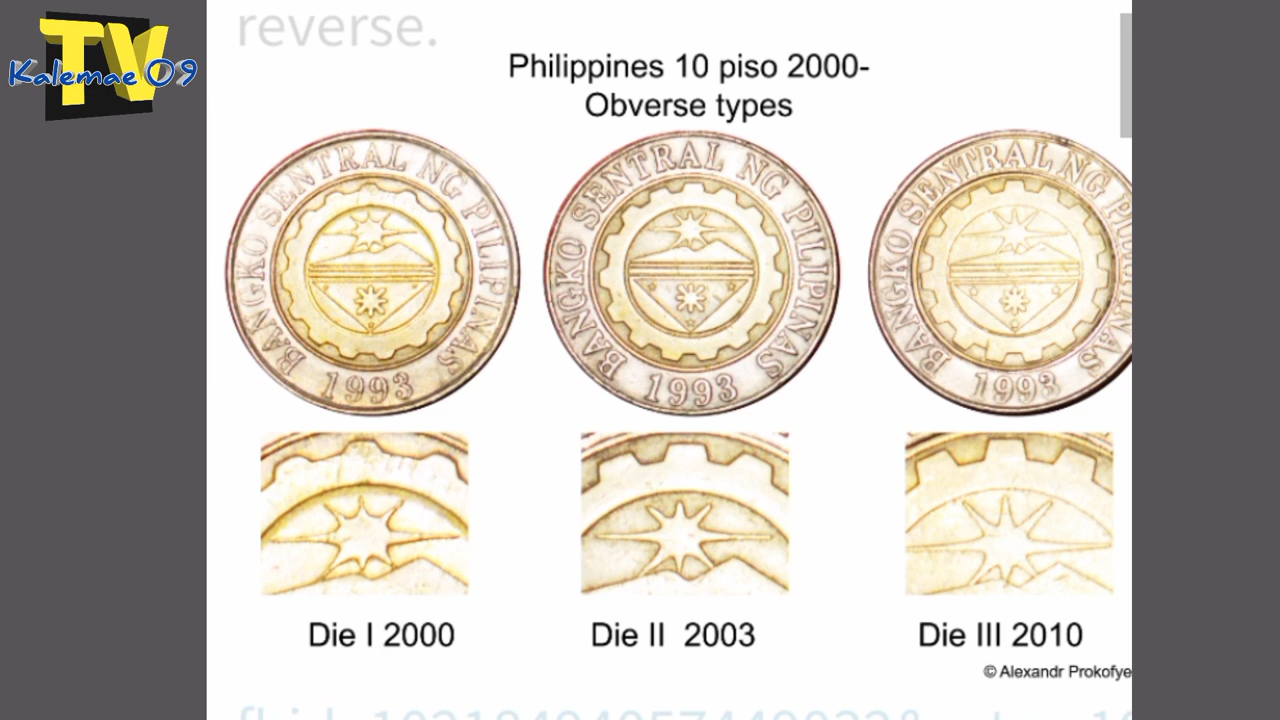 TV
Kalemae 09
reverse.
Philippines 10 piso 2000-
Obverse types
BANGKO SENTRAL NG PILIPINAS
1993
BANGKO SENTRAL NG PILIPINAS
1993
BANGKO SENTRAL NG PILIPINAS
1993
Die I 2000
Die II 2003
Die III 2010
© Alexandr Prokofye